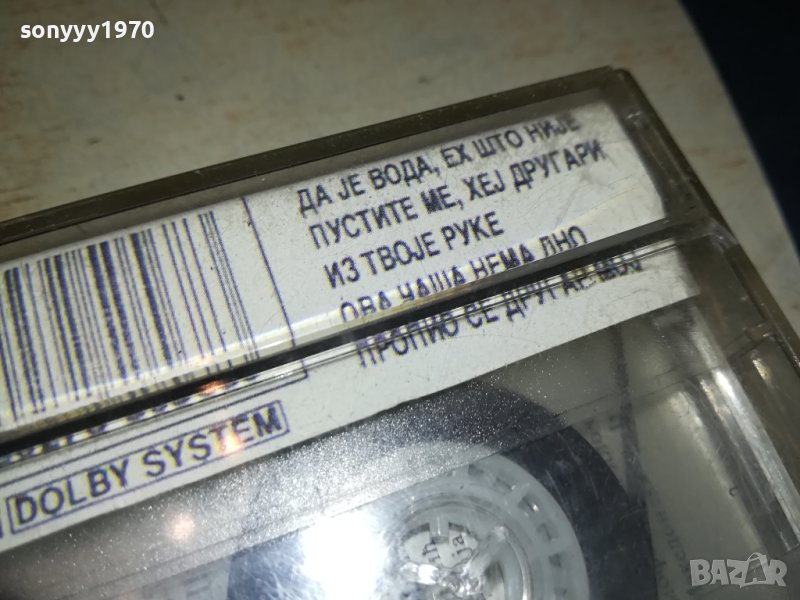 sonyyy1970
ДА ЈЕ ВОДА, ЕХ ШТО НИЈЕ
ПУСТИТЕ МЕ, ХЕЈ ДРУГАРИ
ИЗ ТВОЈЕ РУКЕ
ОВА ЧАША НЕМА ДНО
ПРОПИО СЕ ДРУГАР МОЈ
DOLBY SYSTEM
BAZAR